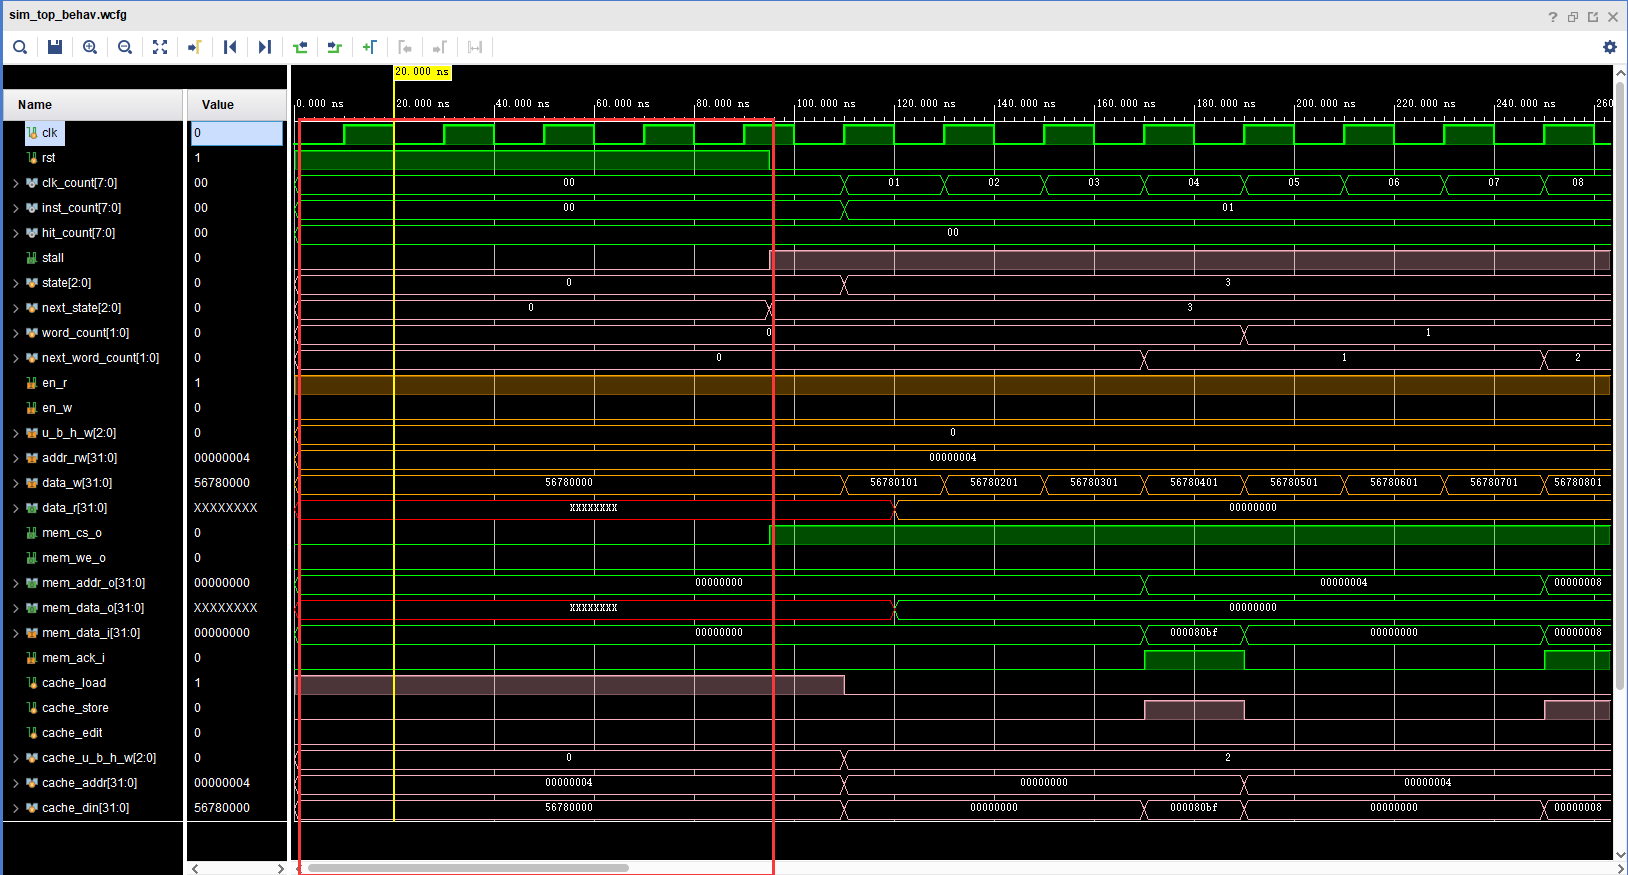 sim_top_behav.wcfg
20.000 ns
Name Value 0.000 ns 20.000 ns 40.000 ns 60.000 ns 80.000 ns 100.000 ns 120.000 ns 140.000 ns 160.000 ns 180.000 ns 200.000 ns 220.000 ns 240.000 ns 260
clk 0
rst 1
clk_count[7:0] 00 00 01 02 03 04 05 06 07 08
inst_count[7:0] 00 00 01
hit_count[7:0] 00 00
stall 0
state[2:0] 0 0 3
next_state[2:0] 0 0 3
word_count[1:0] 0 0 1
next_word_count[1:0] 0 0 1 2
en_r 1
en_w 0
u_b_h_w[2:0] 0 0
addr_rw[31:0] 00000004 00000004
data_w[31:0] 56780000 56780000 56780101 56780201 56780301 56780401 56780501 56780601 56780701 56780801
data_r[31:0] XXXXXXXX XXXXXXXX 00000000
mem_cs_o 0
mem_we_o 0
mem_addr_o[31:0] 00000000 00000000 00000004 00000008
mem_data_o[31:0] XXXXXXXX XXXXXXXX 00000000
mem_data_i[31:0] 00000000 00000000 000080bf 00000000 00000008
mem_ack_i 0
cache_load 1
cache_store 0
cache_edit 0
cache_u_b_h_w[2:0] 0 0 2
cache_addr[31:0] 00000004 00000004 00000000 00000004
cache_din[31:0] 56780000 56780000 00000000 000080bf 00000000 00000008